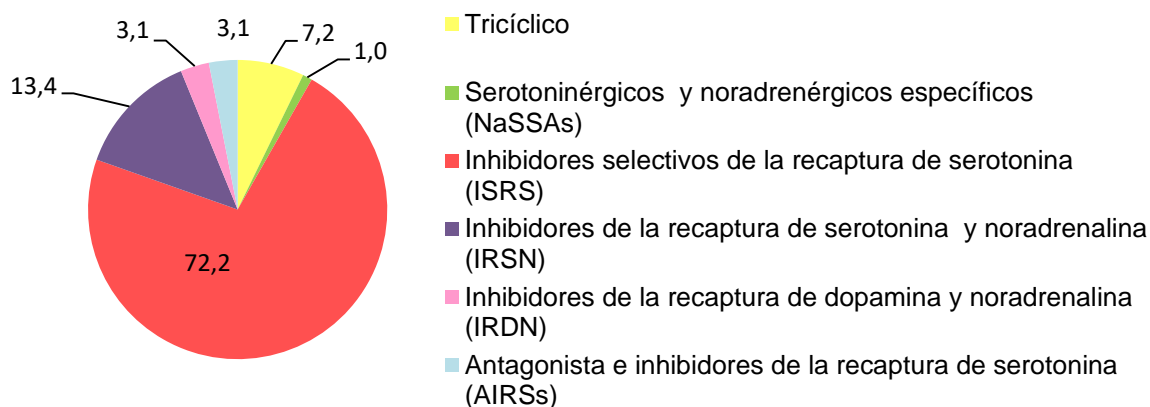 3,1
3,1
7,2
1,0
13,4
72,2
Tricíclico
Serotoninérgicos y noradrenérgicos específicos
(NaSSAs)
Inhibidores selectivos de la recaptura de serotonina
(ISRS)
Inhibidores de la recaptura de serotonina y noradrenalina
(IRSN)
Inhibidores de la recaptura de dopamina y noradrenalina
(IRDN)
Antagonista e inhibidores de la recaptura de serotonina
(AIRSs)